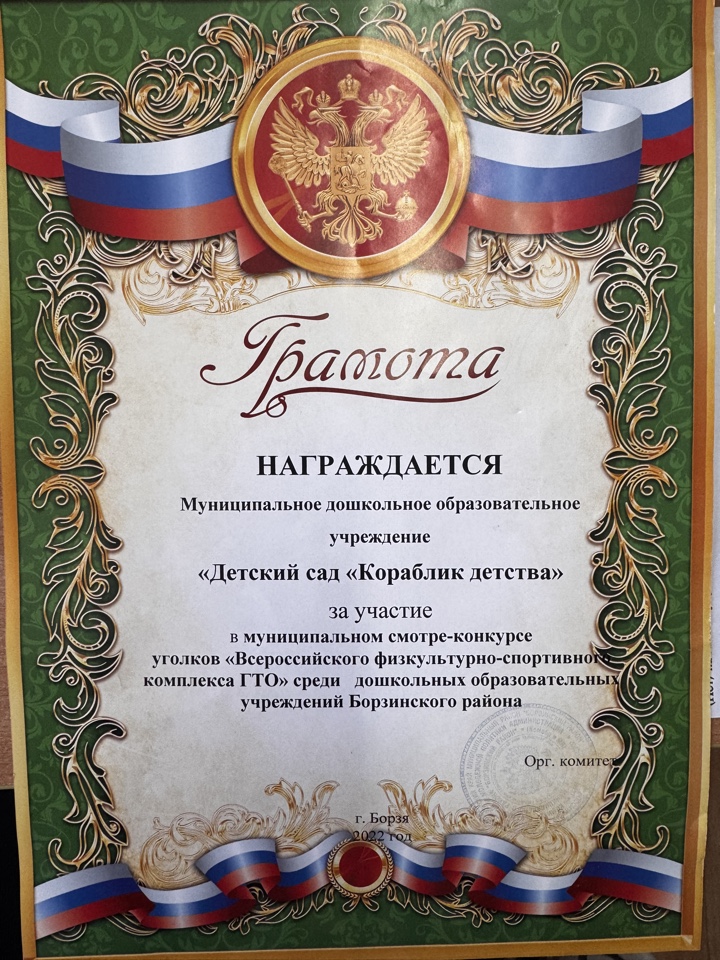 Грамота
НАГРАЖДАЕТСЯ
Муниципальное дошкольное образовательное
учреждение
«Детский сад «Кораблик детства»
за участие
в муниципальном смотре-конкурсе
уголков «Всероссийского физкультурно-спортивного
комплекса ГТО» среди дошкольных образовательных
учреждений Борзинского района
Орг. комитет
г. Борзя
2022 год